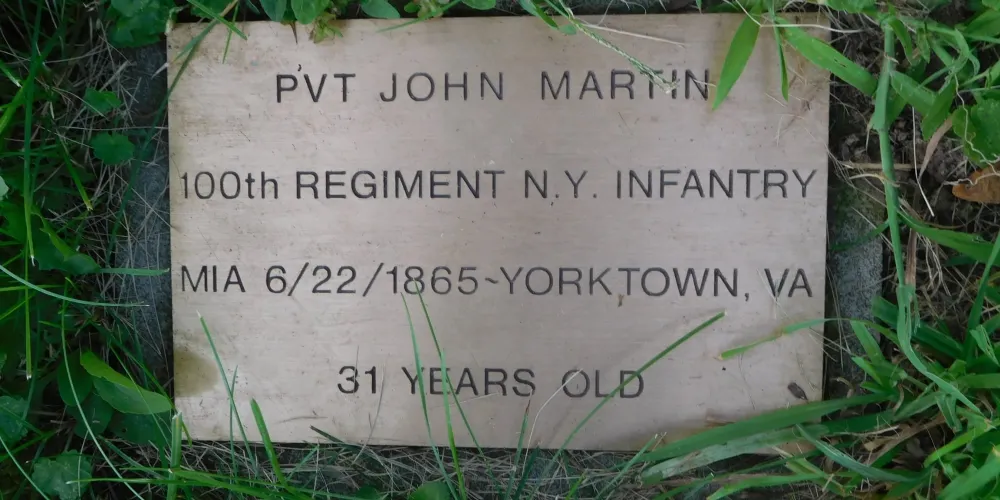 PVT JOHN MARTIN
100th REGIMENT N.Y. INFANTRY
MIA 6/22/1865~YORKTOWN, VA
31 YEARS OLD